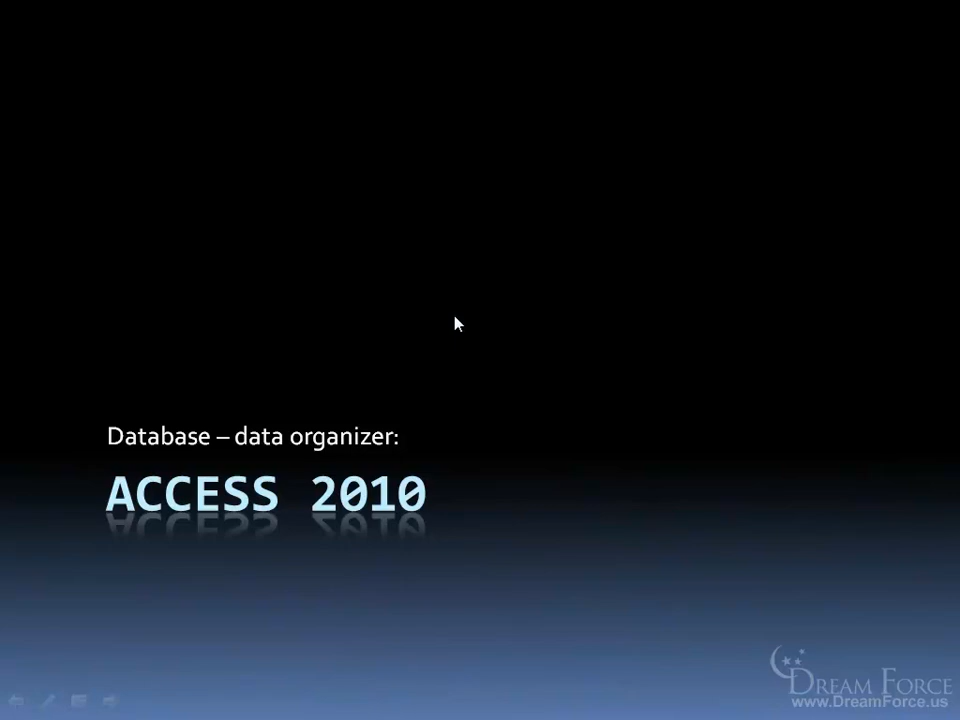 Database – data organizer:
ACCESS 2010
DREAM FORCE
www.DreamForce.us